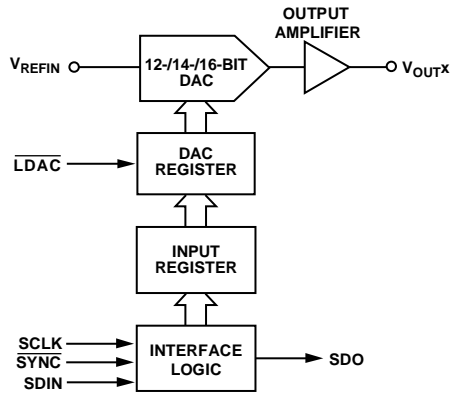 OUTPUT
AMPLIFIER
VREFIN
12-/14-/16-BIT
DAC
VOUTx
LDAC
DAC
REGISTER
INPUT
REGISTER
SCLK
SYNC
SDIN
INTERFACE
LOGIC
SDO